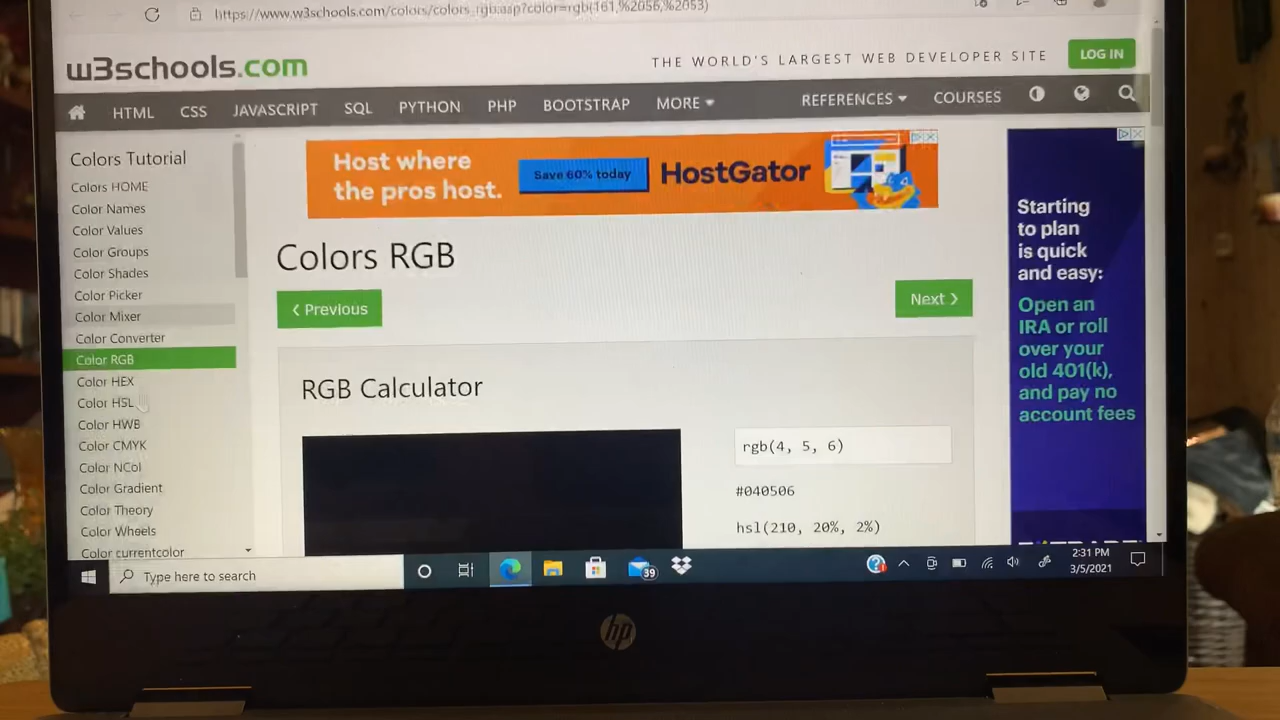 https://www.w3schools.com/colors/colors_rgb.asp?color=rgb(161,%2056,%2053)
w3schools.com
THE WORLD'S LARGEST WEB DEVELOPER SITE
LOG IN
HTML CSS JAVASCRIPT SQL PYTHON PHP BOOTSTRAP MORE REFERENCES COURSES
Colors Tutorial
Colors HOME
Color Names
Color Values
Color Groups
Color Shades
Color Picker
Color Mixer
Color Converter
Color RGB
Color HEX
Color HSL
Color HWB
Color CMYK
Color NCol
Color Gradient
Color Theory
Color Wheels
Color currentcolor
Host where
the pros host.
Save 60% today
HostGator
Colors RGB
❮ Previous
Next ❯
RGB Calculator
rgb(4, 5, 6)
#040506
hsl(210, 20%, 2%)
Starting
to plan
is quick
and easy:
Open an
IRA or roll
over your
old 401(k),
and pay no
account fees
Type here to search
39
2:31 PM
3/5/2021
hp